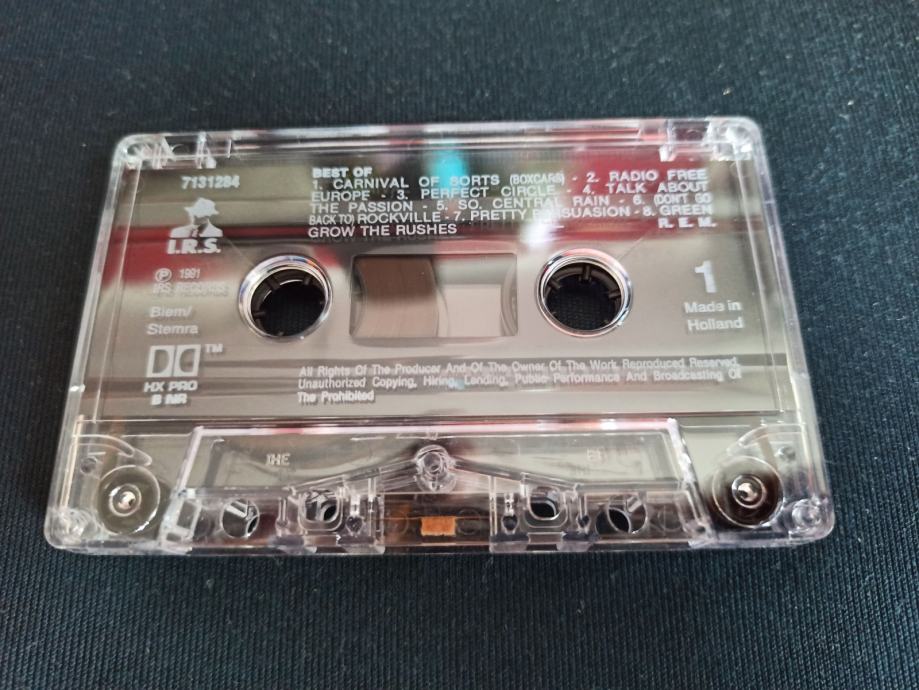 7131284
I.R.S.
℗ 1991
IRS RECORDS
Biem/
Stemra
™
HX PRO
B NR
BEST OF
1. CARNIVAL OF SORTS (BOXCARS) - 2. RADIO FREE
EUROPE - 3. PERFECT CIRCLE - 4. TALK ABOUT
THE PASSION - 5. SO. CENTRAL RAIN - 6. (DON'T GO
BACK TO) ROCKVILLE - 7. PRETTY PERSUASION - 8. GREEN
GROW THE RUSHES
R. E. M.
1
Made in
Holland
All Rights Of The Producer And Of The Owner Of The Work Reproduced Reserved
Unauthorized Copying, Hiring, Lending, Public Performance And Broadcasting Of
The Prohibited
THE